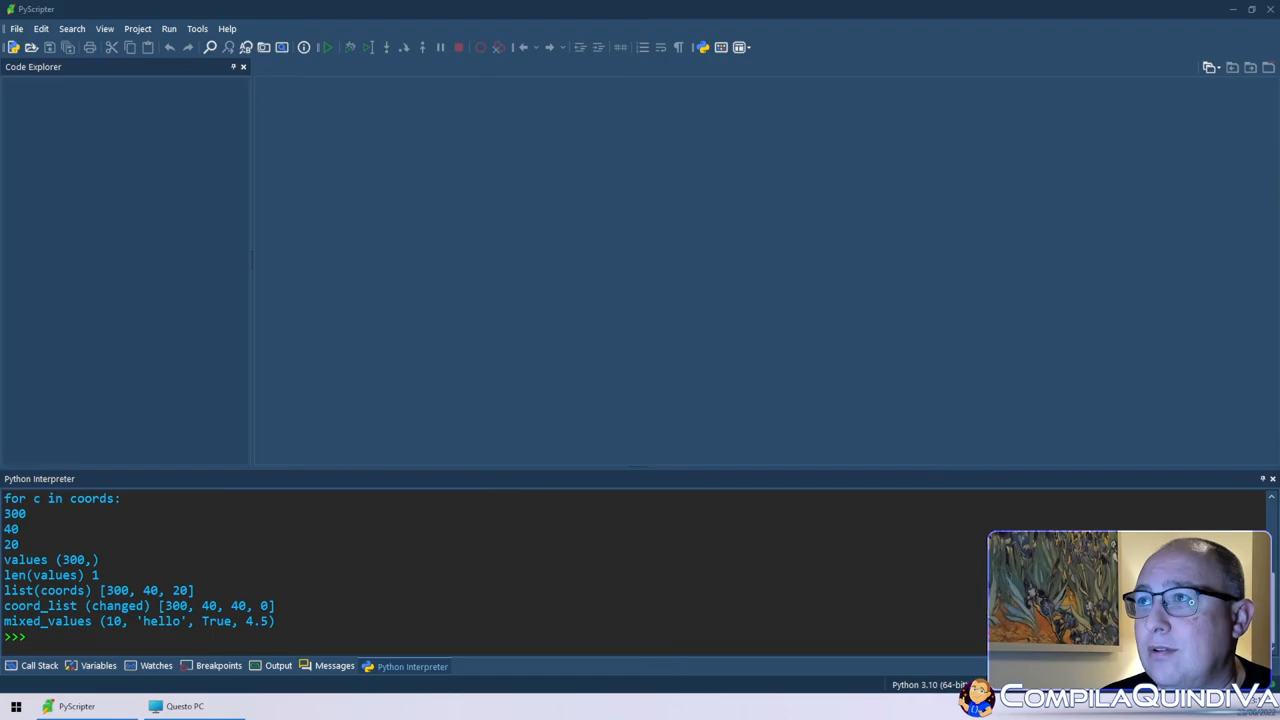 PyScripter
File Edit Search View Project Run Tools Help
Code Explorer
Python Interpreter
for c in coords:
300
40
20
values (300,)
len(values) 1
list(coords) [300, 40, 20]
coord_list (changed) [300, 40, 40, 0]
mixed_values (10, 'hello', True, 4.5)
>>>
Call Stack Variables Watches Breakpoints Output Messages Python Interpreter
Python 3.10 (64-bit)
COMPILAQUINDIVA
PyScripter Questo PC